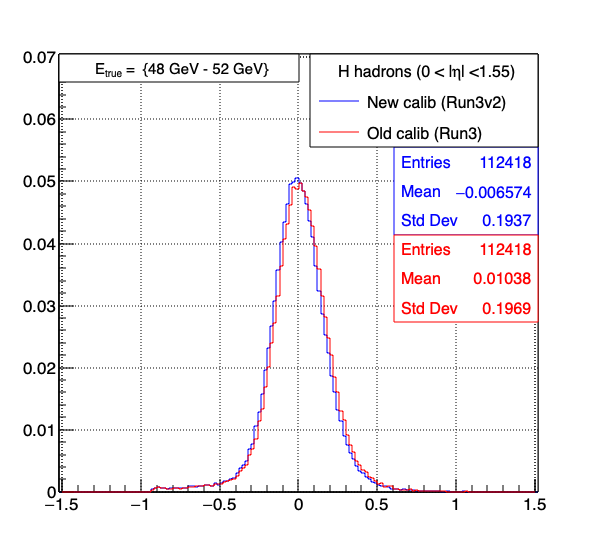 E_true = {48 GeV - 52 GeV}
H hadrons (0 < |η| <1.55)
New calib (Run3v2)
Old calib (Run3)
Entries 112418
Mean −0.006574
Std Dev 0.1937
Entries 112418
Mean 0.01038
Std Dev 0.1969
0.07
0.06
0.05
0.04
0.03
0.02
0.01
0
−1.5 −1 −0.5 0 0.5 1 1.5